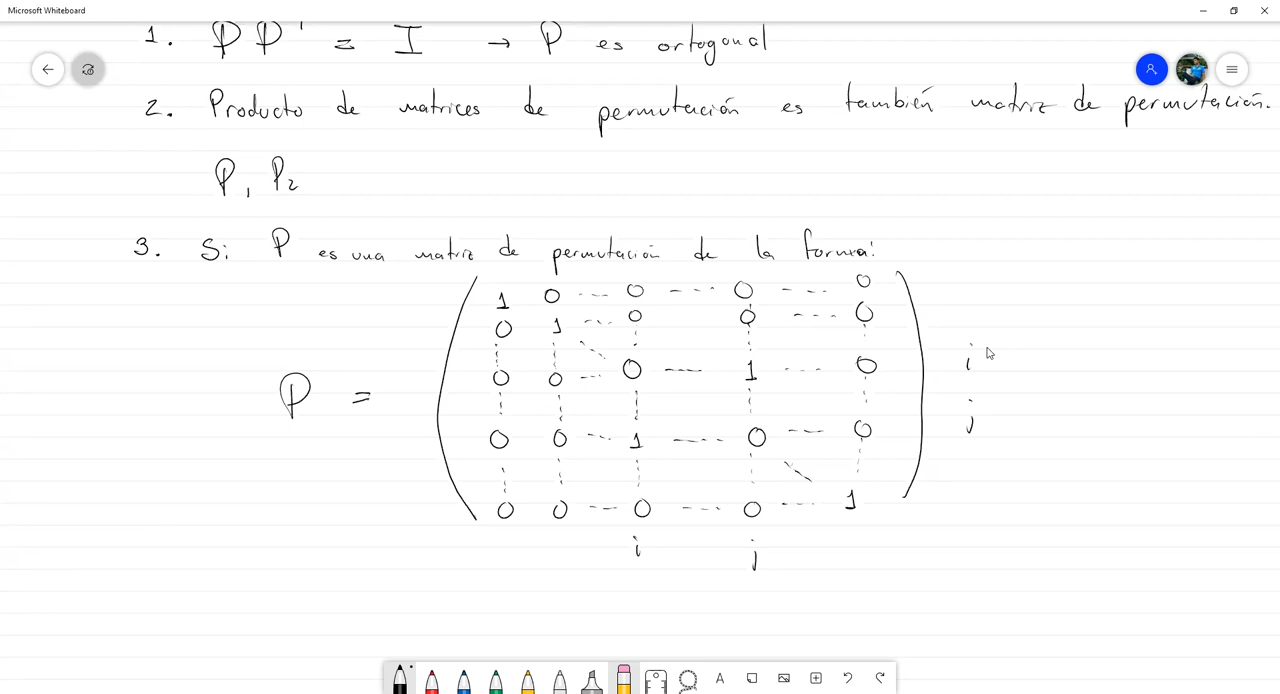 Microsoft Whiteboard
1. P P' = I → P es ortogonal
2. Producto de matrices de permutación es también matriz de permutación.
P₁ P₂
3. Si P es una matriz de permutación de la forma:
1 0 --- 0 --- 0 --- 0
0 1 --- 0 0 --- 0
0 0 -- 0 --- 1 --- 0 i
P =
0 0 -- 1 ---- 0 -- 0 j
0 0 -- 0 --- 0 --- 1
i j
A